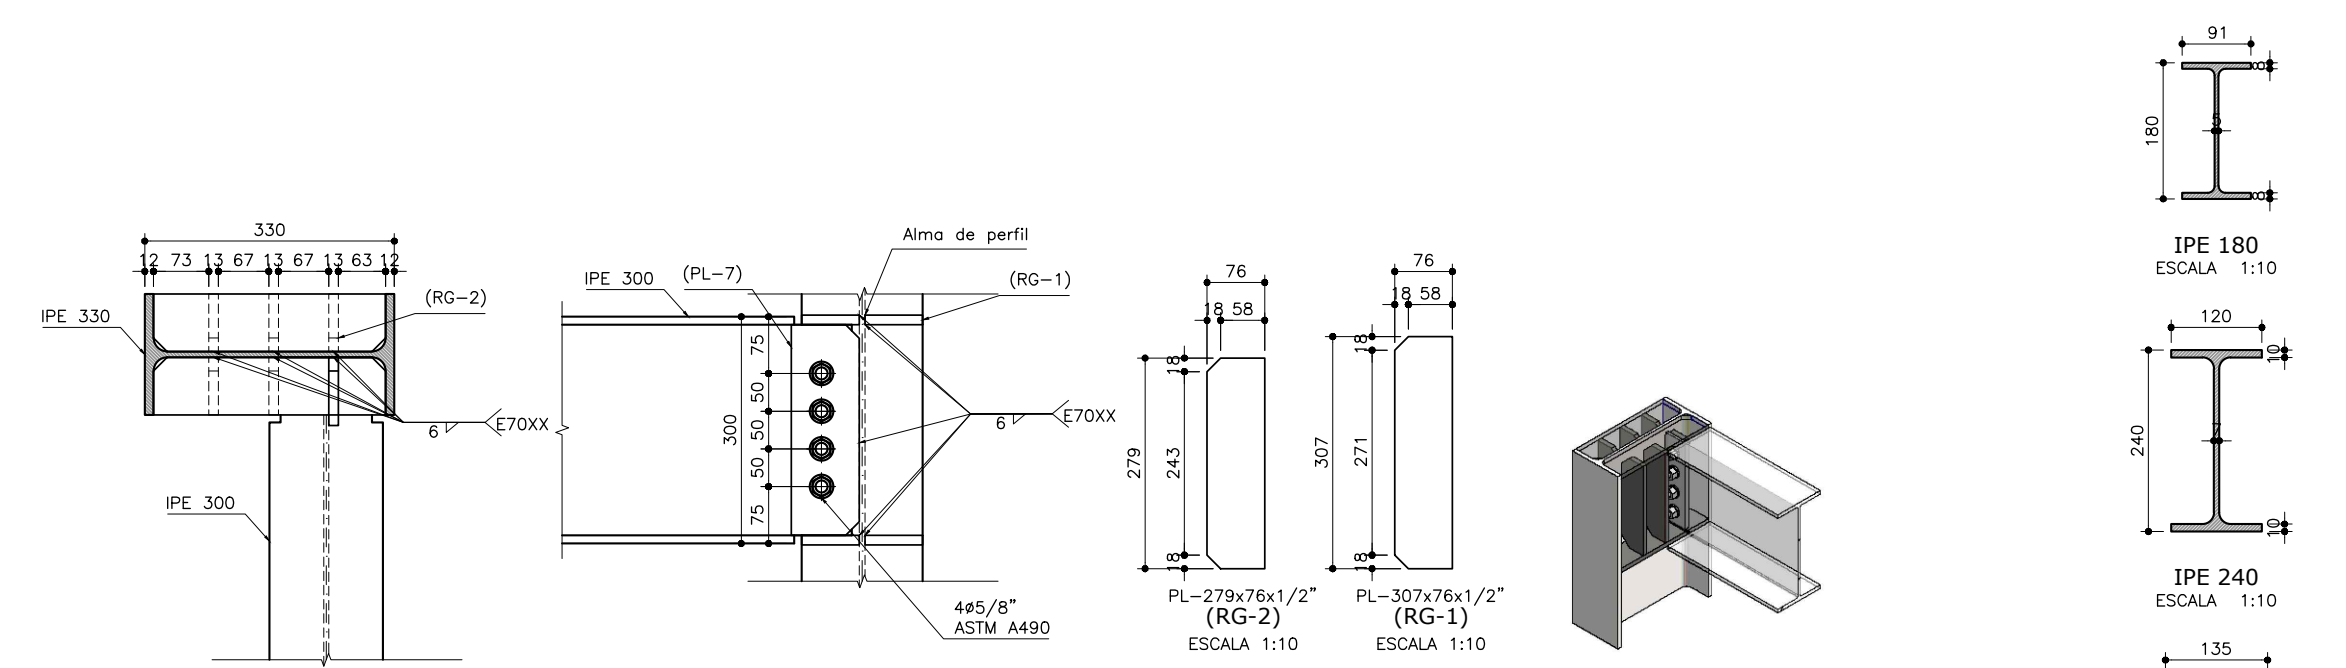 330
12 73 13 67 13 67 13 63 12
(RG-2)
IPE 330
6
E70XX
IPE 300
IPE 300
(PL-7)
Alma de perfil
(RG-1)
300
75
50
50
50
75
6
E70XX
4ø5/8”
ASTM A490
76
18 58
279
18
243
18
PL-279x76x1/2”
(RG-2)
ESCALA 1:10
76
18 58
307
18
271
18
PL-307x76x1/2”
(RG-1)
ESCALA 1:10
91
8
180
5
8
IPE 180
ESCALA 1:10
120
10
240
7
10
IPE 240
ESCALA 1:10
135